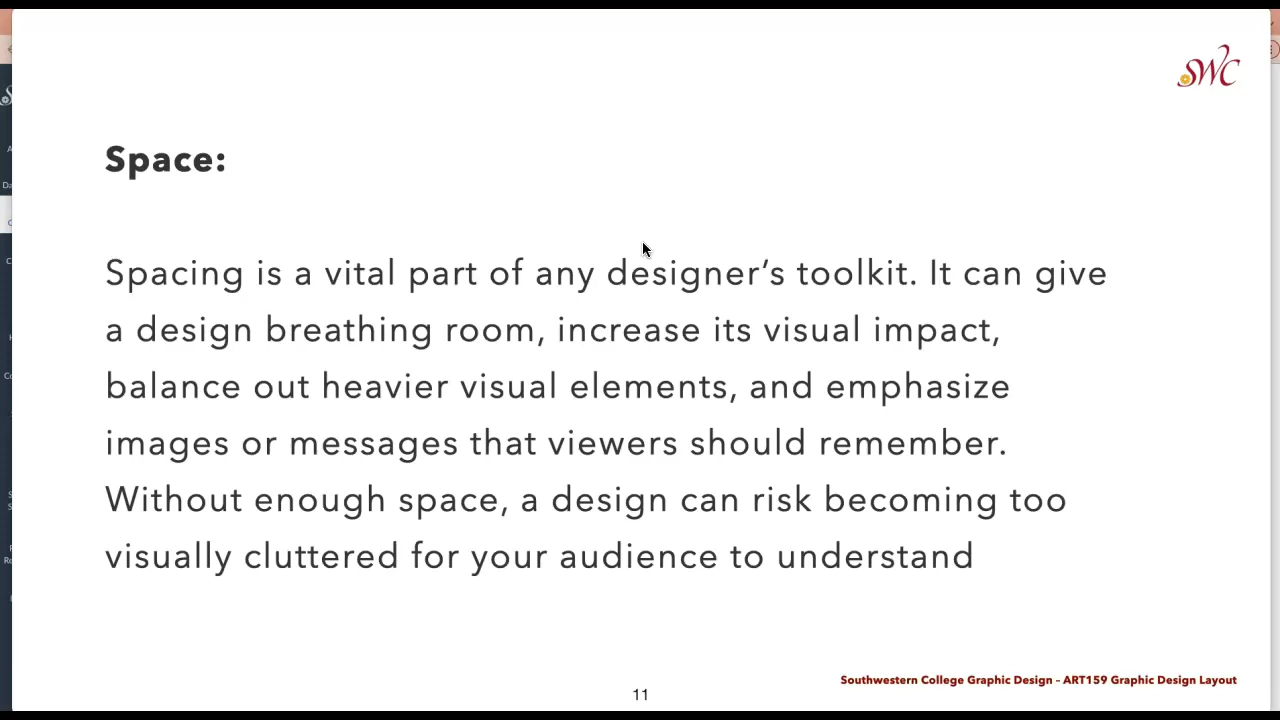 SWC
Space:
Spacing is a vital part of any designer’s toolkit. It can give
a design breathing room, increase its visual impact,
balance out heavier visual elements, and emphasize
images or messages that viewers should remember.
Without enough space, a design can risk becoming too
visually cluttered for your audience to understand
Southwestern College Graphic Design – ART159 Graphic Design Layout
11